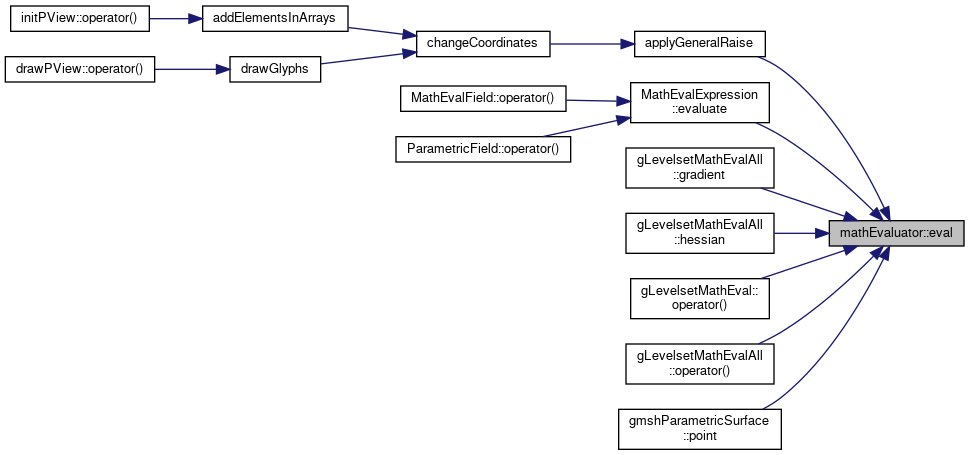 initPView::operator()
addElementsInArrays
drawPView::operator()
drawGlyphs
changeCoordinates
applyGeneralRaise
MathEvalField::operator()
MathEvalExpression
::evaluate
ParametricField::operator()
gLevelsetMathEvalAll
::gradient
gLevelsetMathEvalAll
::hessian
mathEvaluator::eval
gLevelsetMathEval::
operator()
gLevelsetMathEvalAll
::operator()
gmshParametricSurface
::point